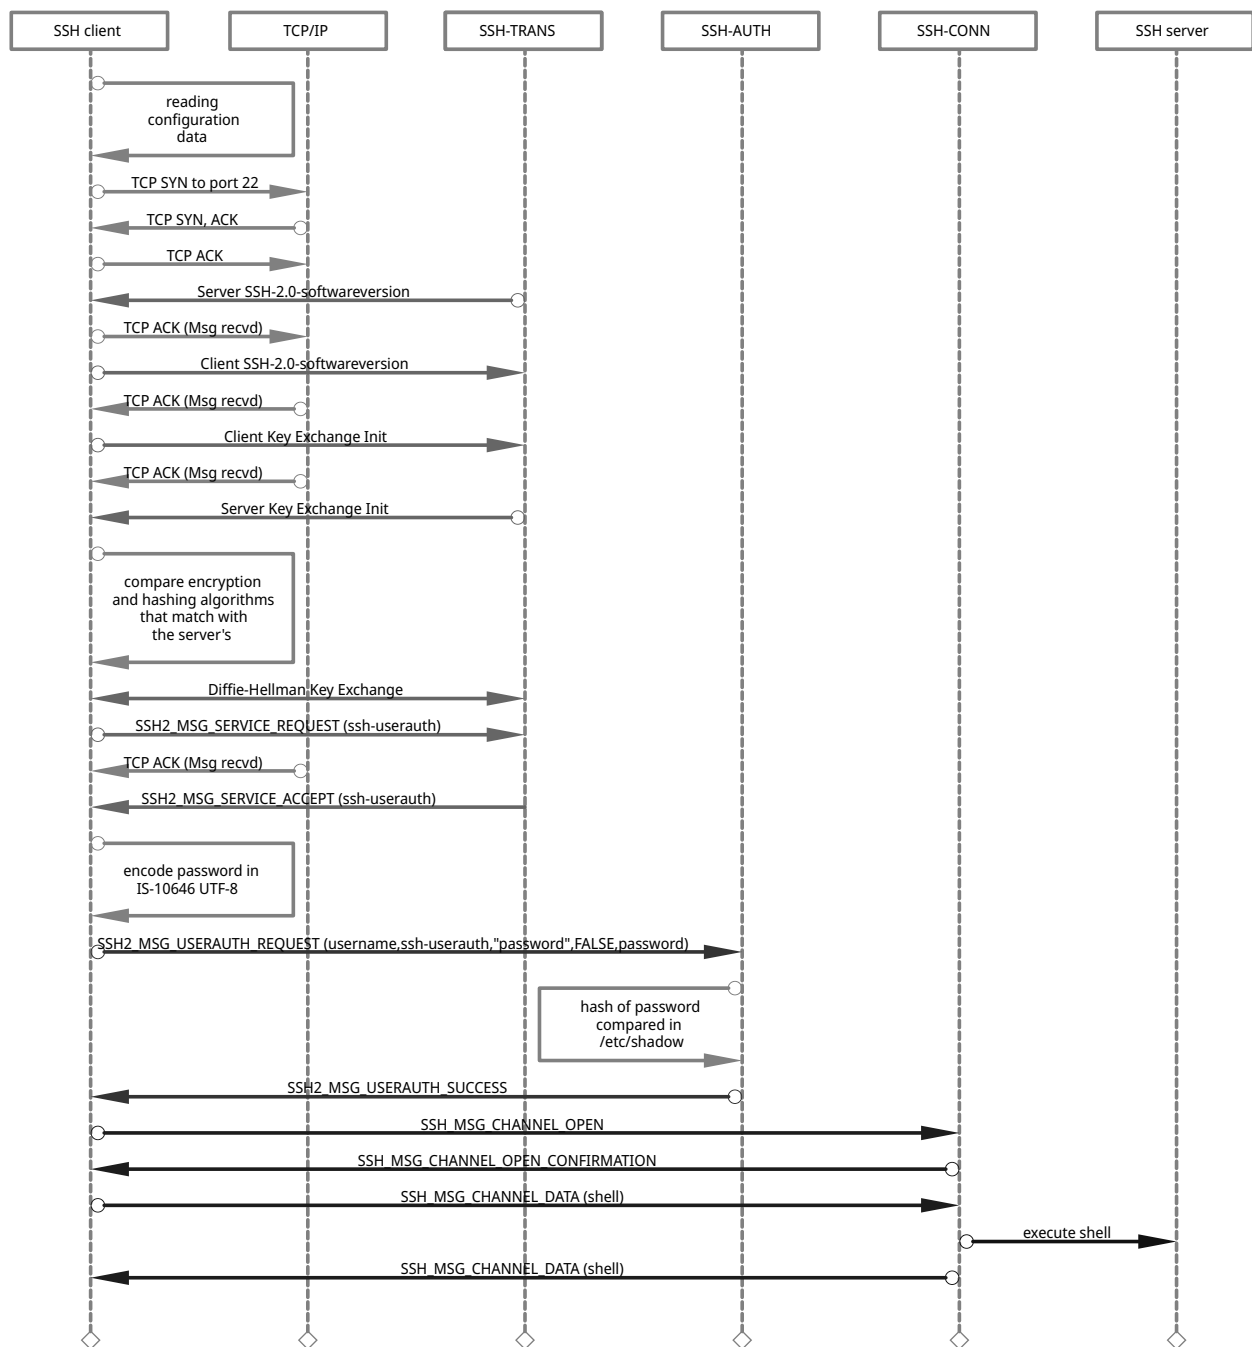 SSH client
TCP/IP
SSH-TRANS
SSH-AUTH
SSH-CONN
SSH server
reading
configuration
data
TCP SYN to port 22
TCP SYN, ACK
TCP ACK
Server SSH-2.0-softwareversion
TCP ACK (Msg recvd)
Client SSH-2.0-softwareversion
TCP ACK (Msg recvd)
Client Key Exchange Init
TCP ACK (Msg recvd)
Server Key Exchange Init
compare encryption
and hashing algorithms
that match with
the server's
Diffie-Hellman Key Exchange
SSH2_MSG_SERVICE_REQUEST (ssh-userauth)
TCP ACK (Msg recvd)
SSH2_MSG_SERVICE_ACCEPT (ssh-userauth)
encode password in
IS-10646 UTF-8
SSH2_MSG_USERAUTH_REQUEST (username,ssh-userauth,"password",FALSE,password)
hash of password
compared in
/etc/shadow
SSH2_MSG_USERAUTH_SUCCESS
SSH_MSG_CHANNEL_OPEN
SSH_MSG_CHANNEL_OPEN_CONFIRMATION
SSH_MSG_CHANNEL_DATA (shell)
execute shell
SSH_MSG_CHANNEL_DATA (shell)